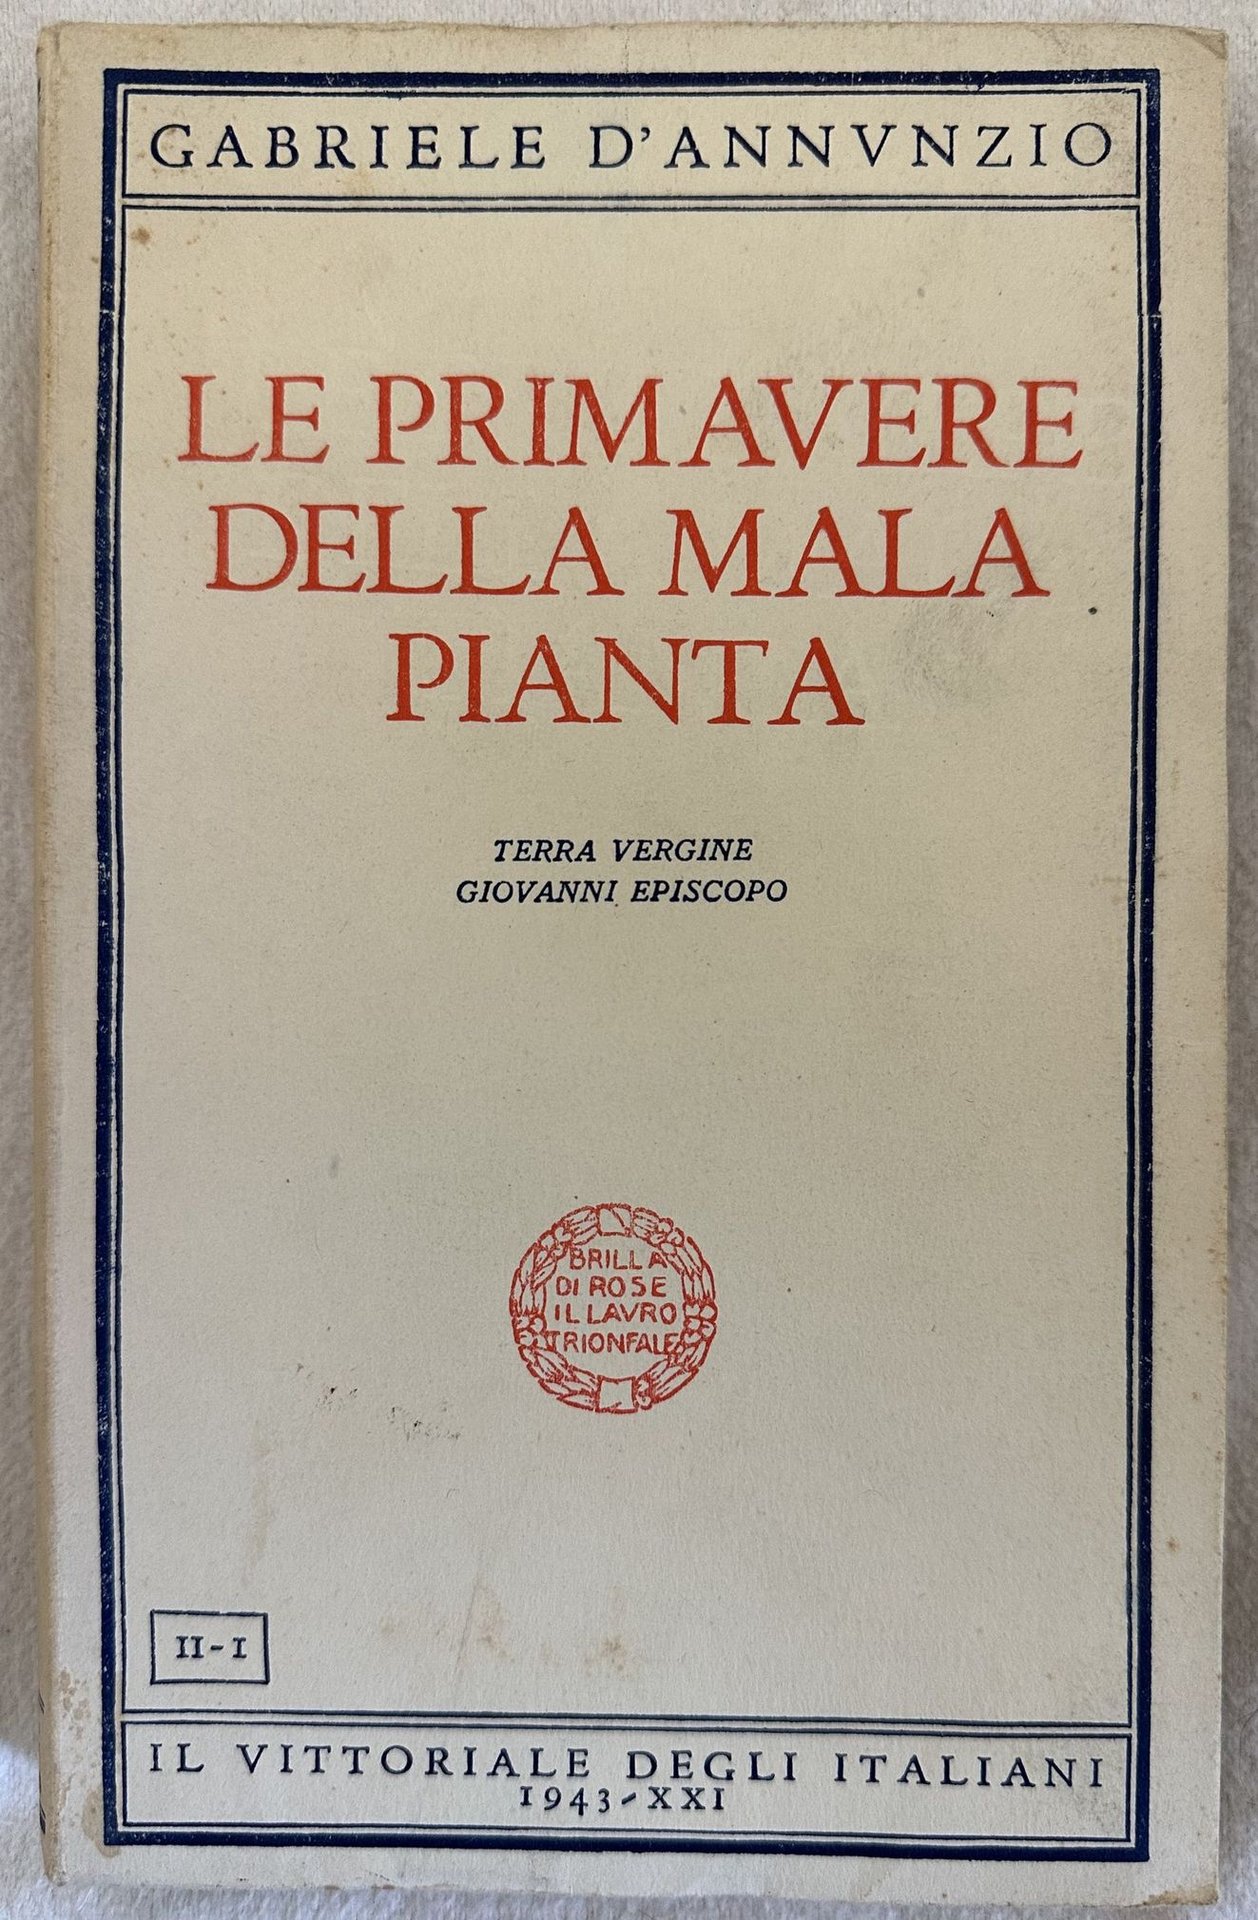 GABRIELE D'ANNVNZIO
LE PRIMAVERE
DELLA MALA
PIANTA
TERRA VERGINE
GIOVANNI EPISCOPO
BRILLA
DI ROSE
IL LAVRO
TRIONFALE
II-I
IL VITTORIALE DEGLI ITALIANI
1943-XXI